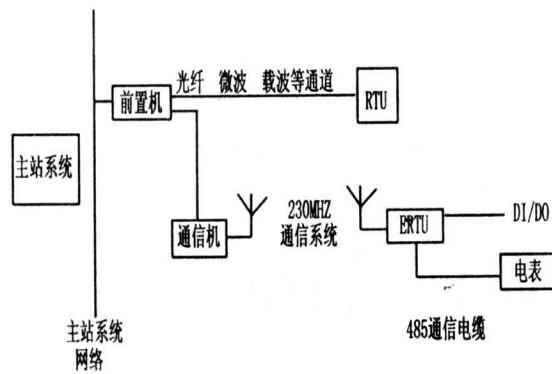 光纤 微波 载波等通道
前置机
RTU
主站系统
230MHZ
通信系统
通信机
ERTU
DI/DO
电表
485通信电缆
主站系统
网络